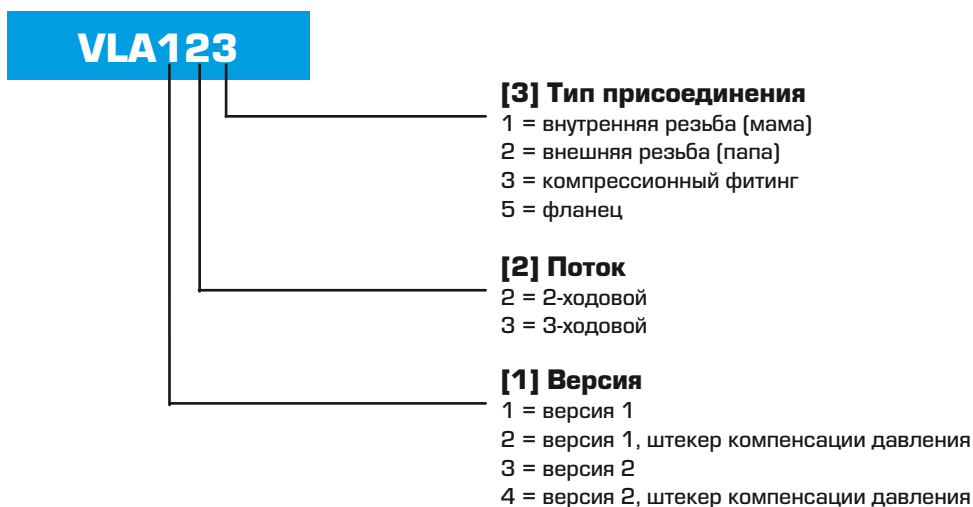 VLA123
[3] Тип присоединения
1 = внутренняя резьба (мама)
2 = внешняя резьба (папа)
3 = компрессионный фитинг
5 = фланец
[2] Поток
2 = 2-ходовой
3 = 3-ходовой
[1] Версия
1 = версия 1
2 = версия 1, штекер компенсации давления
3 = версия 2
4 = версия 2, штекер компенсации давления